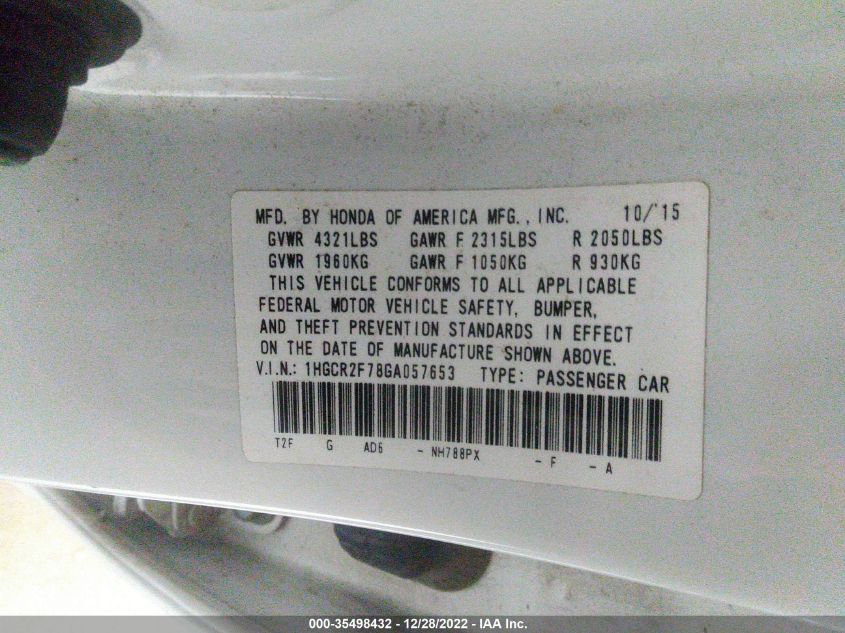 MFD. BY HONDA OF AMERICA MFG., INC. 10/'15
GVWR 4321LBS GAWR F 2315LBS R 2050LBS
GVWR 1960KG GAWR F 1050KG R 930KG
THIS VEHICLE CONFORMS TO ALL APPLICABLE
FEDERAL MOTOR VEHICLE SAFETY, BUMPER,
AND THEFT PREVENTION STANDARDS IN EFFECT
ON THE DATE OF MANUFACTURE SHOWN ABOVE.
V.I.N.: 1HGCR2F78GA057653 TYPE: PASSENGER CAR
T2F G AD6 - NH788PX - F - A
000-35498432 - 12/28/2022 - IAA Inc.